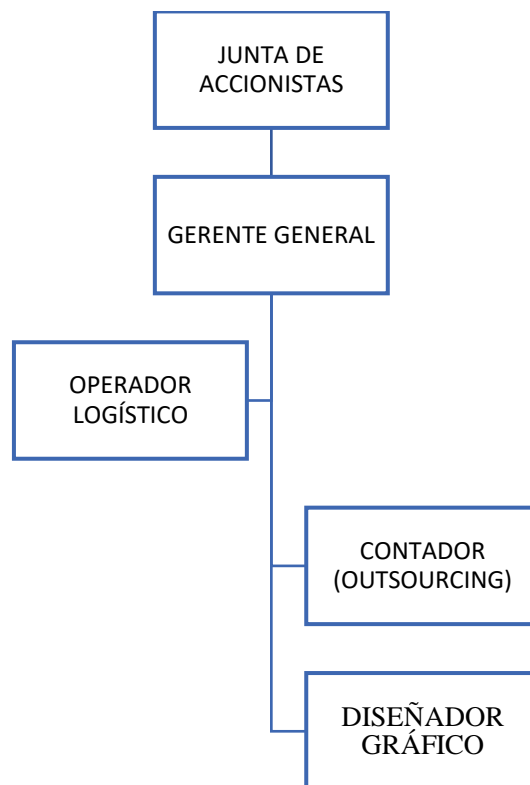 JUNTA DE
ACCIONISTAS
GERENTE GENERAL
OPERADOR
LOGÍSTICO
CONTADOR
(OUTSOURCING)
DISEÑADOR
GRÁFICO